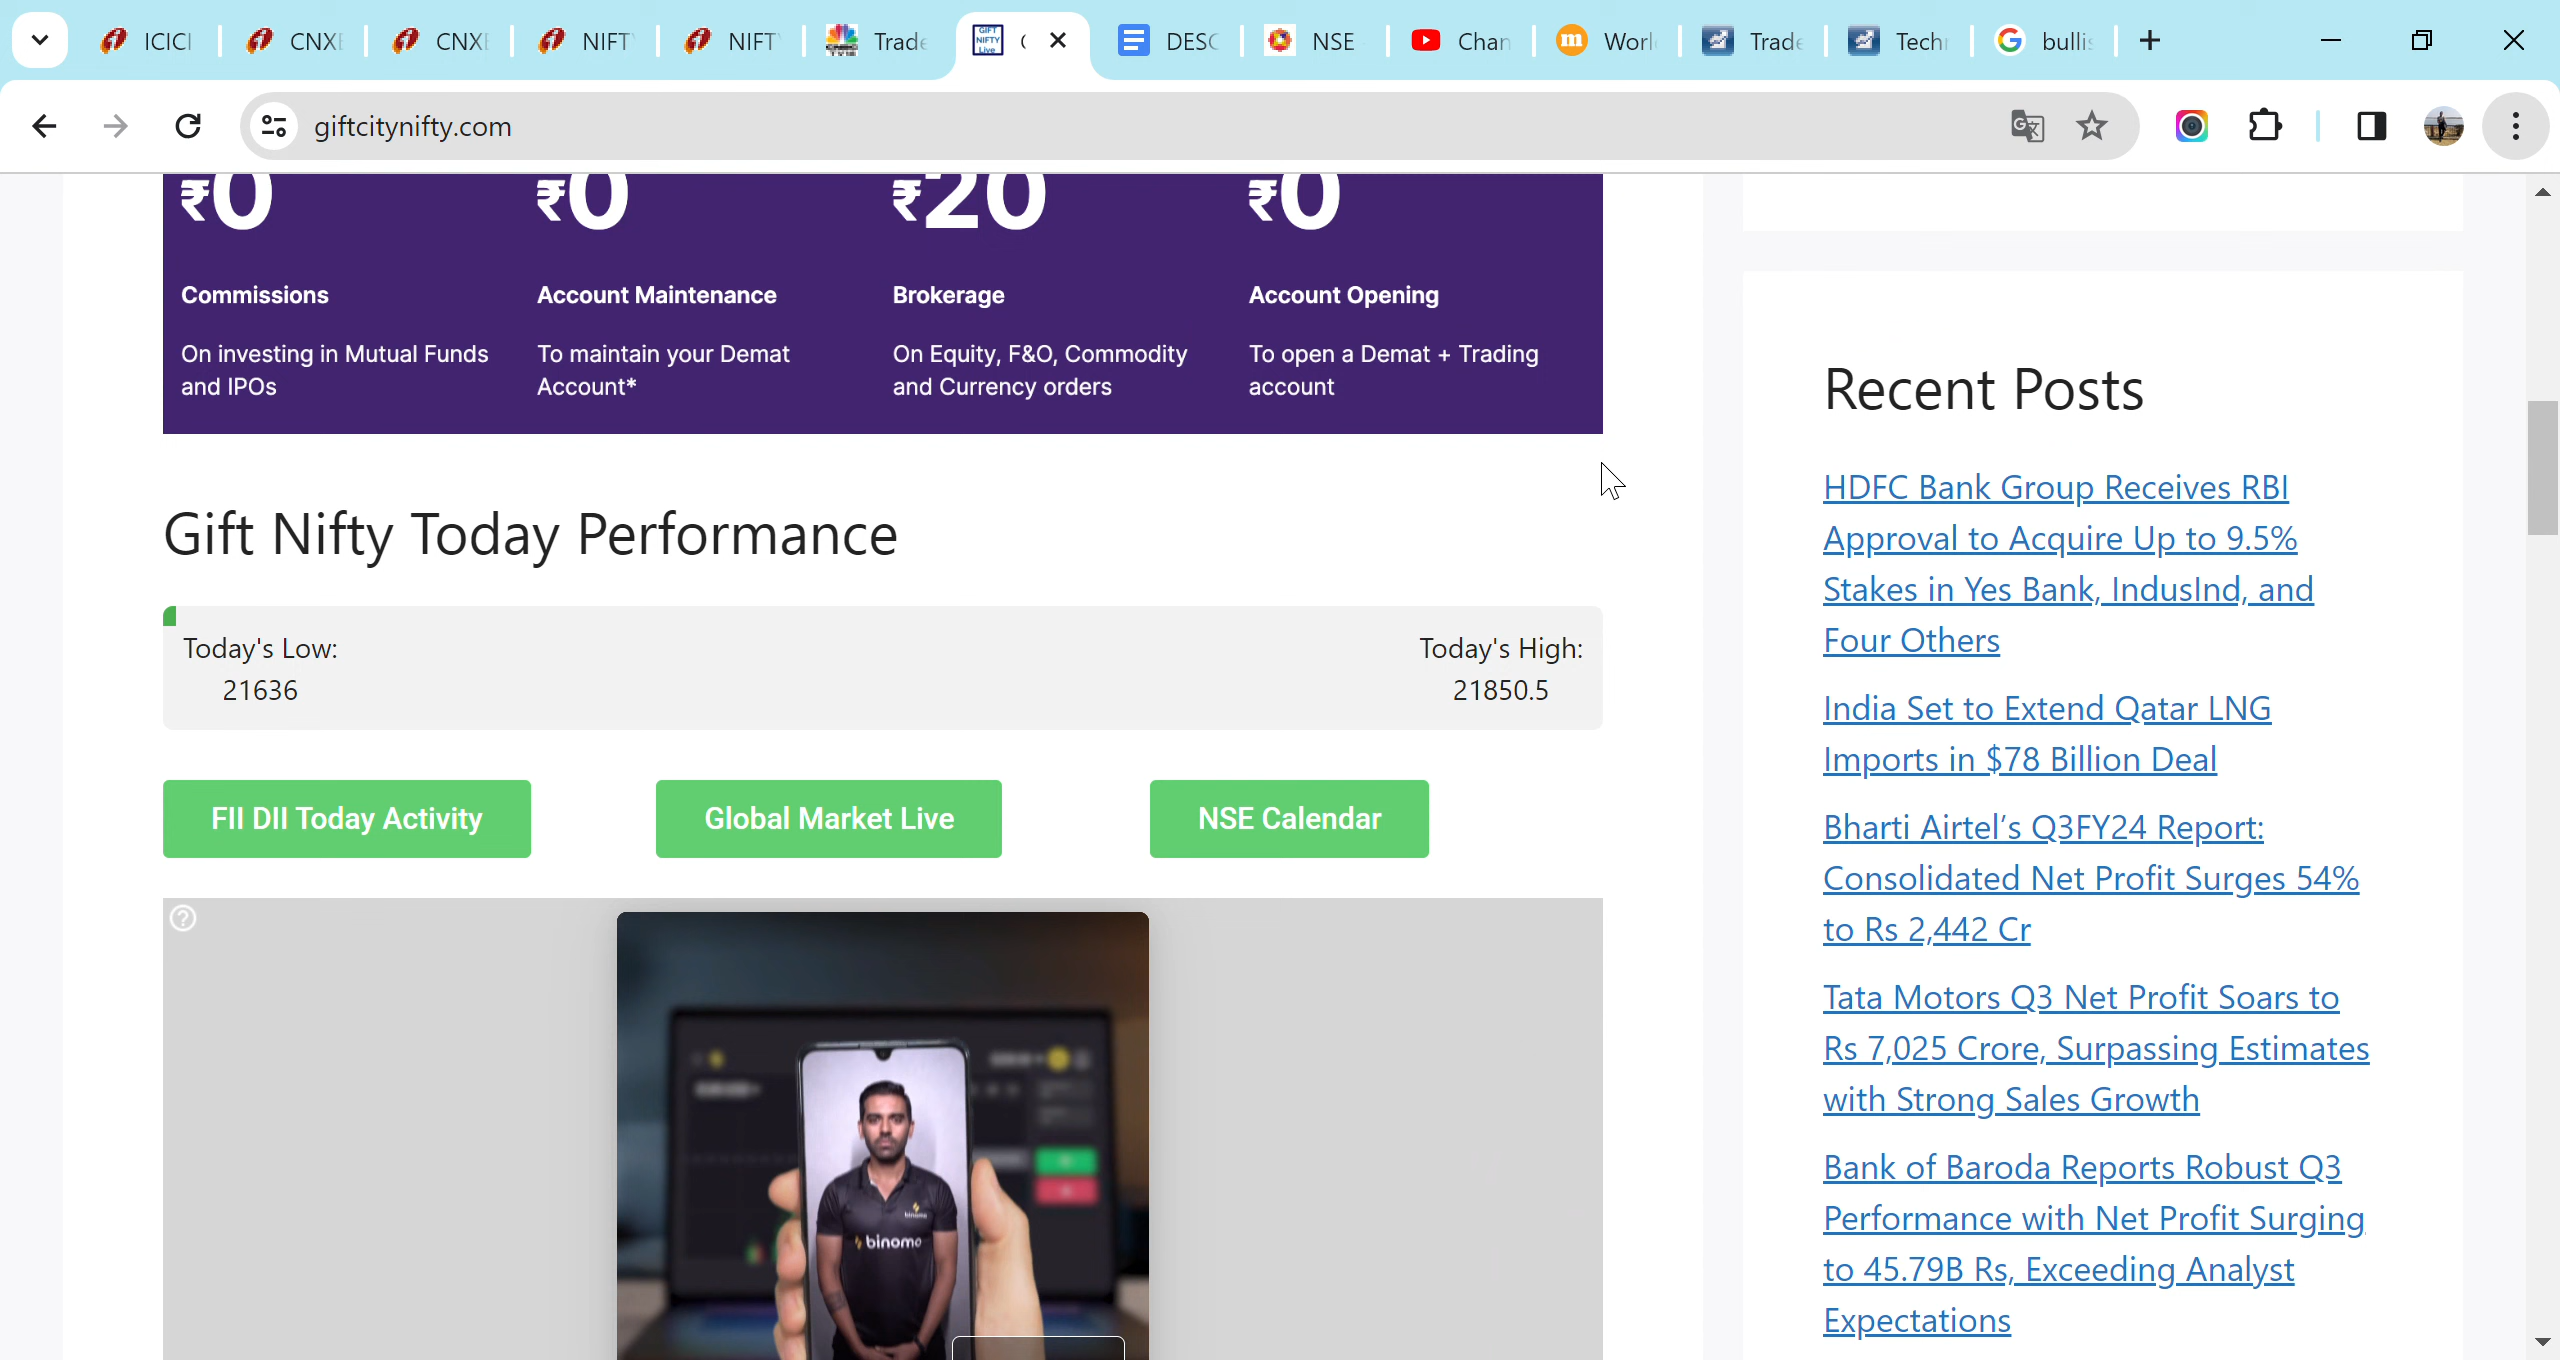 ICICI
CNX
CNX
NIFT
NIFT
Trade
GIFT
NIFTY
Live
DESC
NSE
Chan
Worl
Trade
Tech
bullis
giftcitynifty.com
₹0
₹0
₹20
₹0
Commissions
Account Maintenance
Brokerage
Account Opening
On investing in Mutual Funds
and IPOs
To maintain your Demat
Account*
On Equity, F&O, Commodity
and Currency orders
To open a Demat + Trading
account
Gift Nifty Today Performance
Today's Low:
21636
Today's High:
21850.5
FII DII Today Activity
Global Market Live
NSE Calendar
binomo
binomo
Recent Posts
HDFC Bank Group Receives RBI
Approval to Acquire Up to 9.5%
Stakes in Yes Bank, IndusInd, and
Four Others
India Set to Extend Qatar LNG
Imports in $78 Billion Deal
Bharti Airtel’s Q3FY24 Report:
Consolidated Net Profit Surges 54%
to Rs 2,442 Cr
Tata Motors Q3 Net Profit Soars to
Rs 7,025 Crore, Surpassing Estimates
with Strong Sales Growth
Bank of Baroda Reports Robust Q3
Performance with Net Profit Surging
to 45.79B Rs, Exceeding Analyst
Expectations